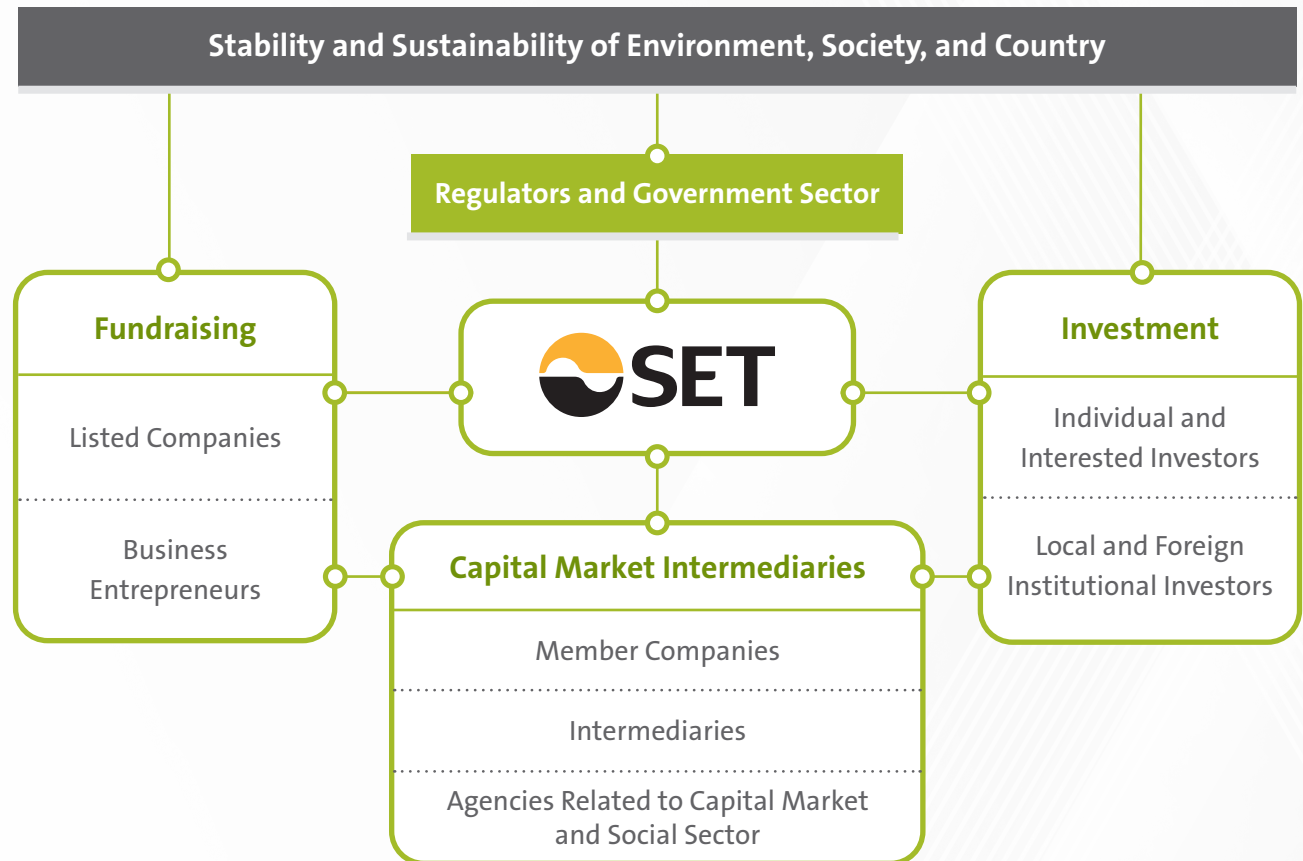 Stability and Sustainability of Environment, Society, and Country
Regulators and Government Sector
Fundraising
Listed Companies
Business
Entrepreneurs
SET
Investment
Individual and
Interested Investors
Local and Foreign
Institutional Investors
Capital Market Intermediaries
Member Companies
Intermediaries
Agencies Related to Capital Market
and Social Sector